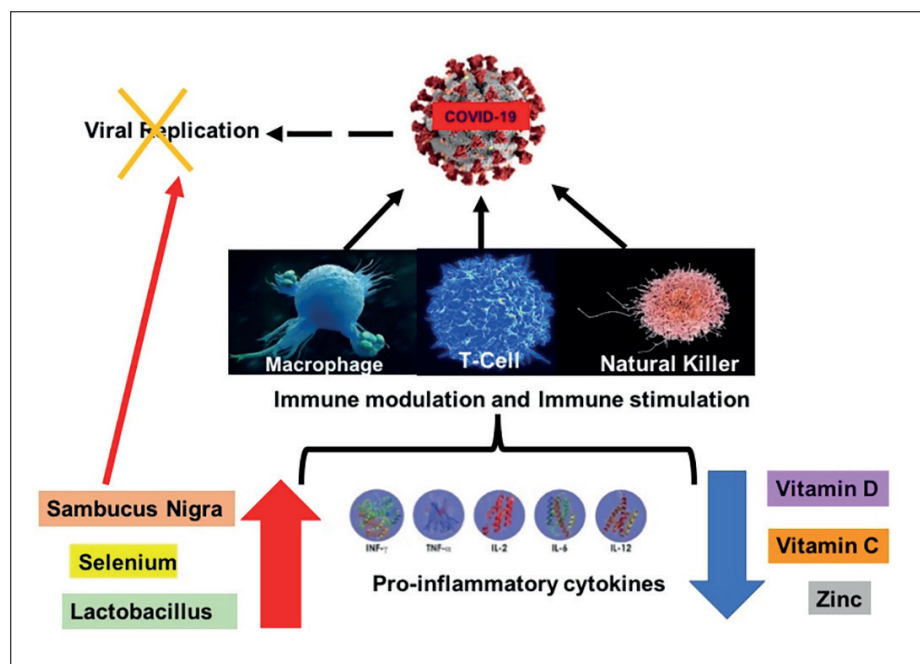 COVID-19
Viral Replication
Macrophage
T-Cell
Natural Killer
Immune modulation and Immune stimulation
Sambucus Nigra
Selenium
Lactobacillus
INF-γ
TNF-α
IL-2
IL-6
IL-12
Pro-inflammatory cytokines
Vitamin D
Vitamin C
Zinc